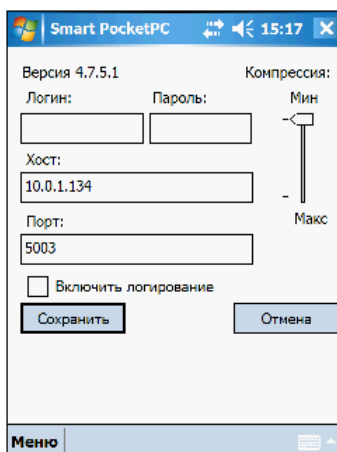 Smart PocketPC 15:17
Версия 4.7.5.1 Компрессия:
Логин: Пароль: Мин
Хост:
10.0.1.134
Макс
Порт:
5003
Включить логирование
Сохранить Отмена
Меню